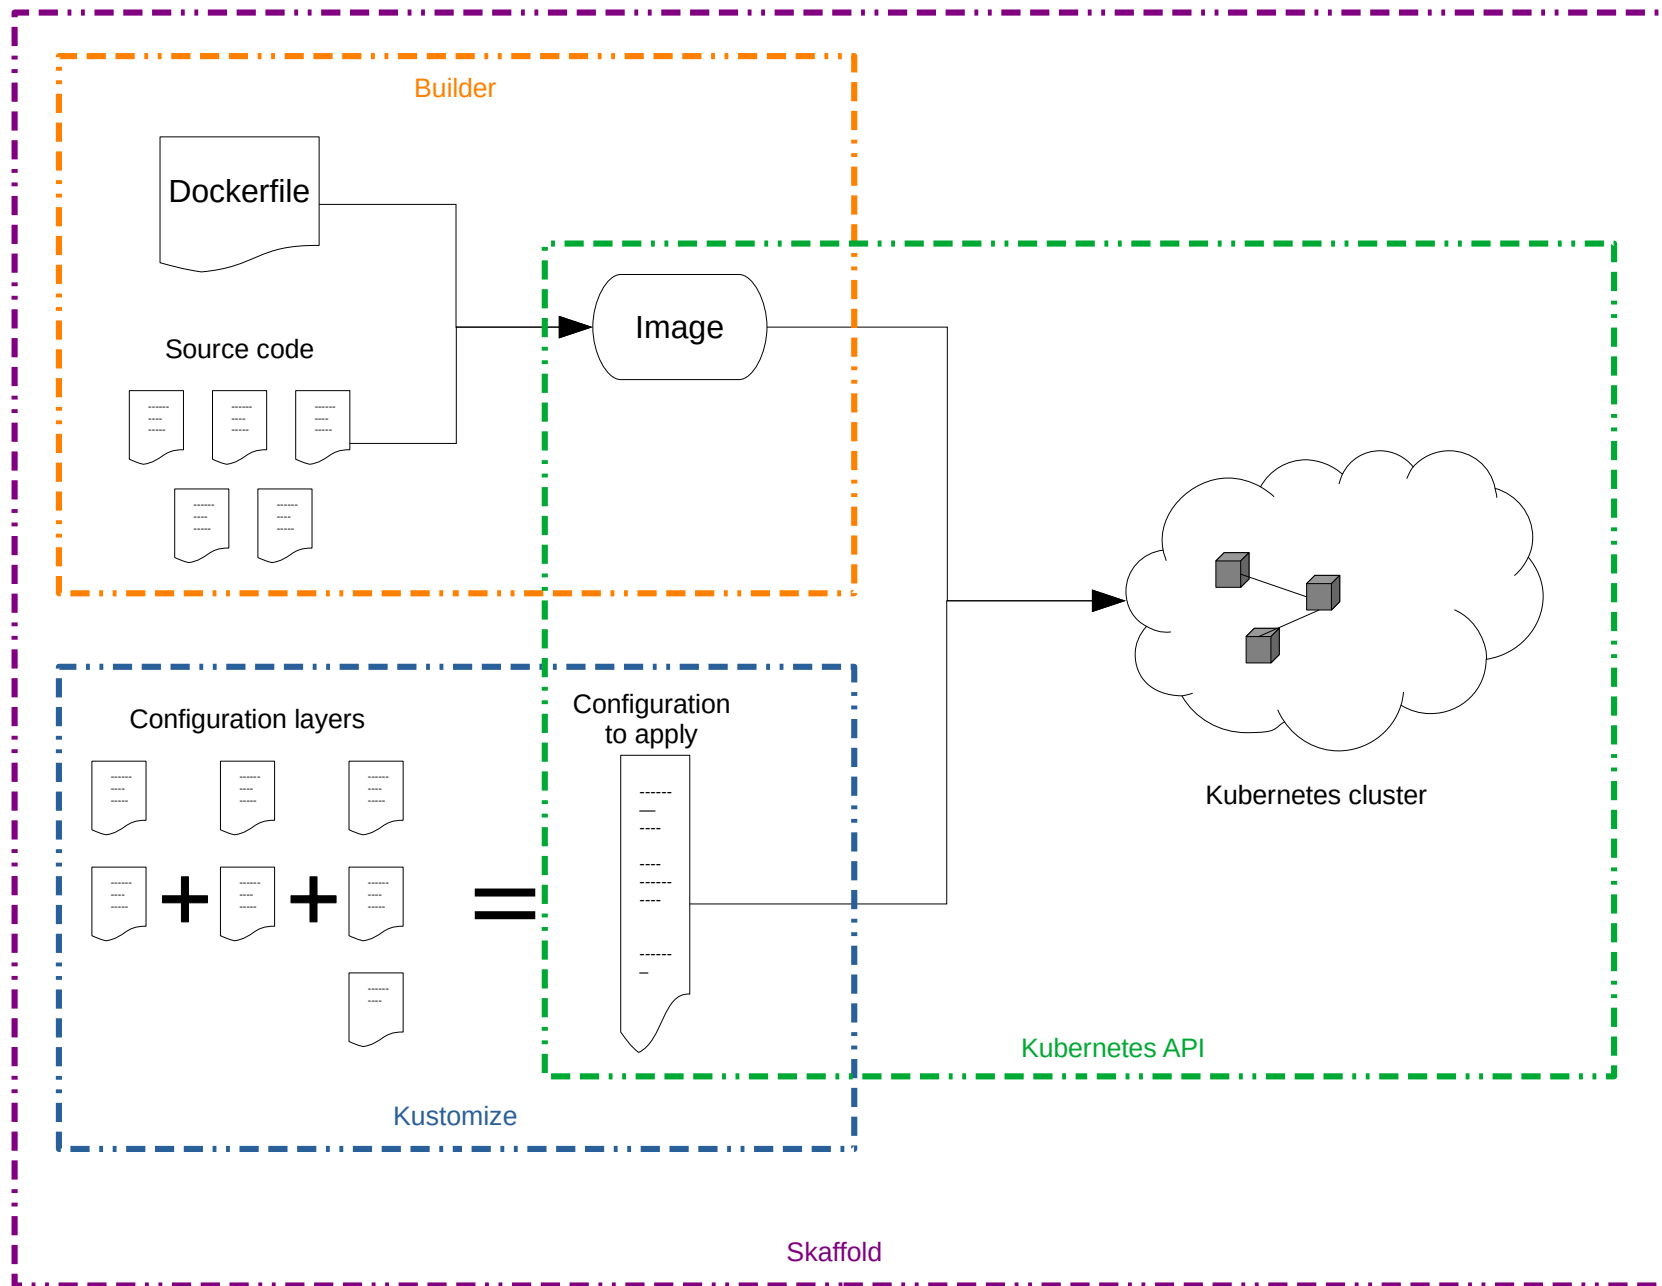 Builder
Dockerfile
Image
Source code
Configuration layers
Configuration
to apply
+ + =
Kubernetes cluster
Kubernetes API
Kustomize
Skaffold